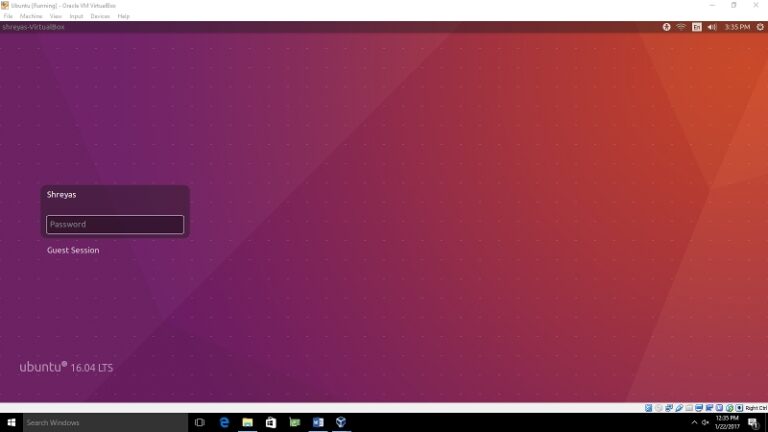 Ubuntu [Running] - Oracle VM VirtualBox
File Machine View Input Devices Help
shreyas-VirtualBox En 3:35 PM
Shreyas
Password
Guest Session
ubuntu® 16.04 LTS
Right Ctrl
Search Windows
12:35 PM
1/22/2017